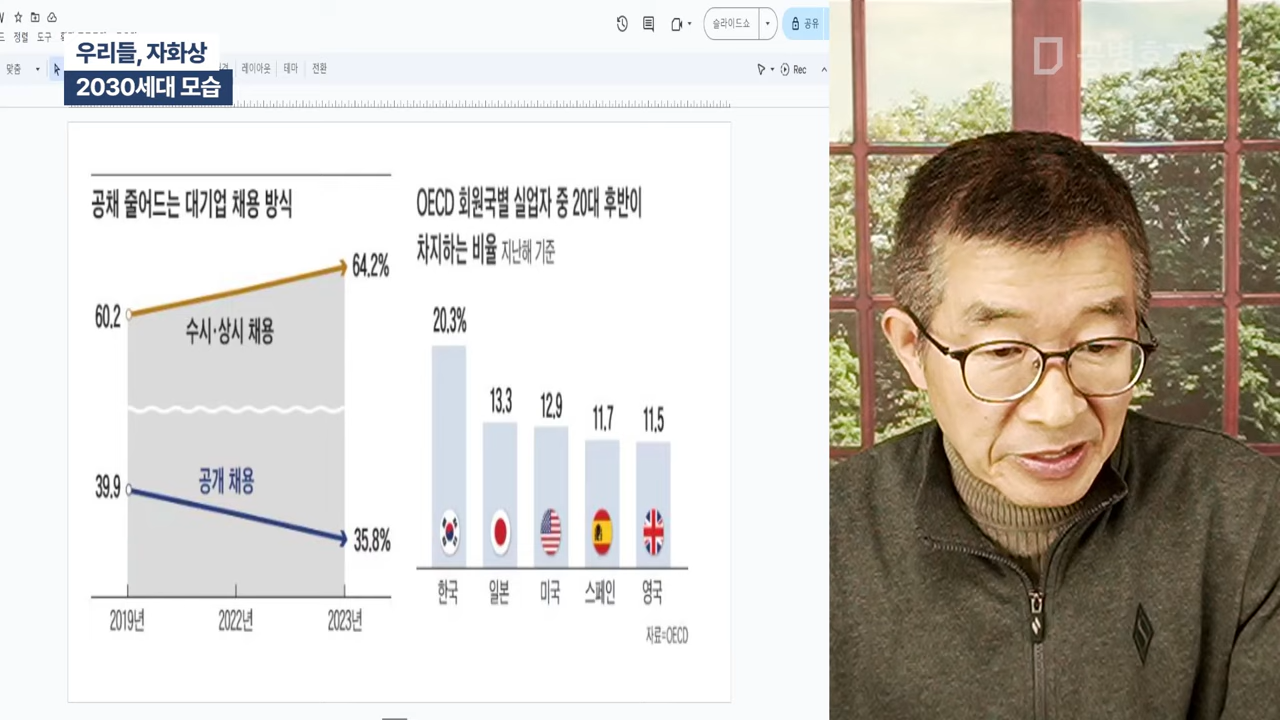 정렬 도구
슬라이드쇼
공유
우리들, 자화상
2030세대 모습
맞춤
레이아웃
테마
전환
Rec
공채 줄어드는 대기업 채용 방식
64.2%
60.2
수시·상시 채용
공개 채용
39.9
35.8%
2019년
2022년
2023년
OECD 회원국별 실업자 중 20대 후반이
차지하는 비율 지난해 기준
20.3%
13.3
12.9
11.7
11.5
한국
일본
미국
스페인
영국
자료=OECD